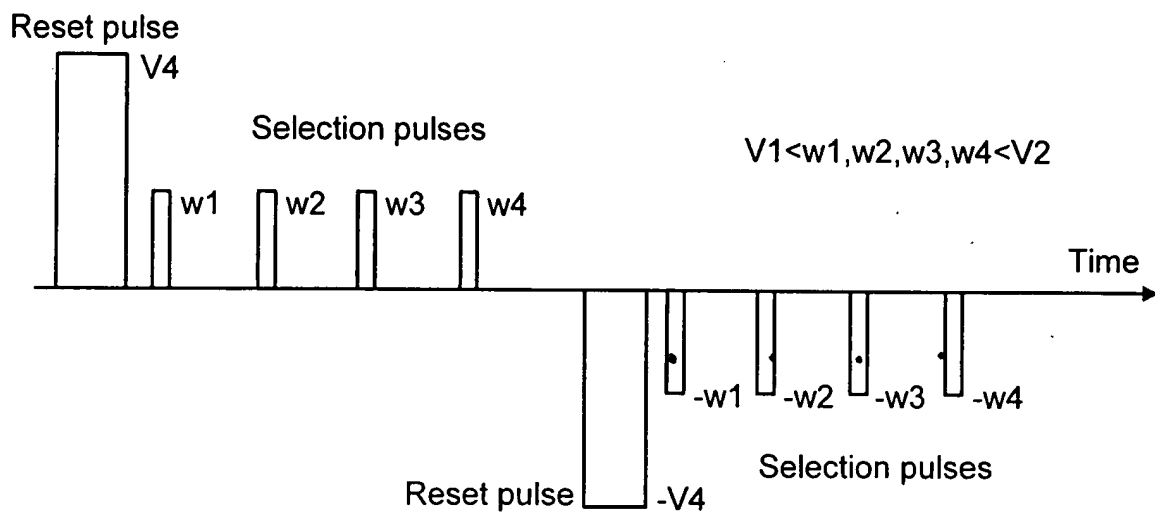 Reset pulse
V4
Selection pulses
V1<w1,w2,w3,w4<V2
w1
w2
w3
w4
Time
-w1
-w2
-w3
-w4
Selection pulses
Reset pulse
-V4